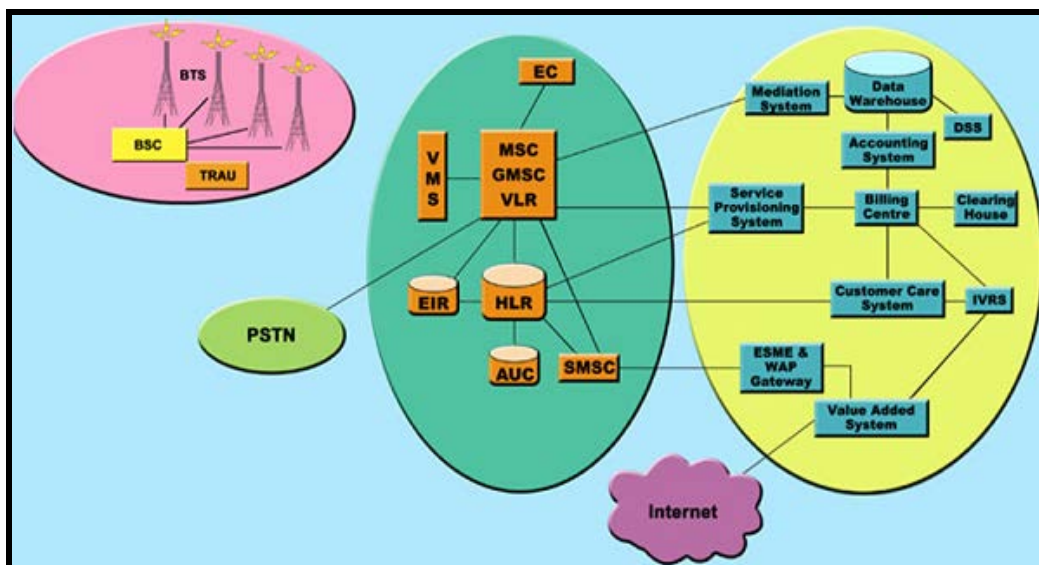 BTS
BSC
TRAU
EC
V
M
S
MSC
GMSC
VLR
EIR
HLR
AUC
SMSC
PSTN
Mediation
System
Data
Warehouse
DSS
Accounting
System
Service
Provisioning
System
Billing
Centre
Clearing
House
Customer Care
System
IVRS
ESME &
WAP
Gateway
Value Added
System
Internet